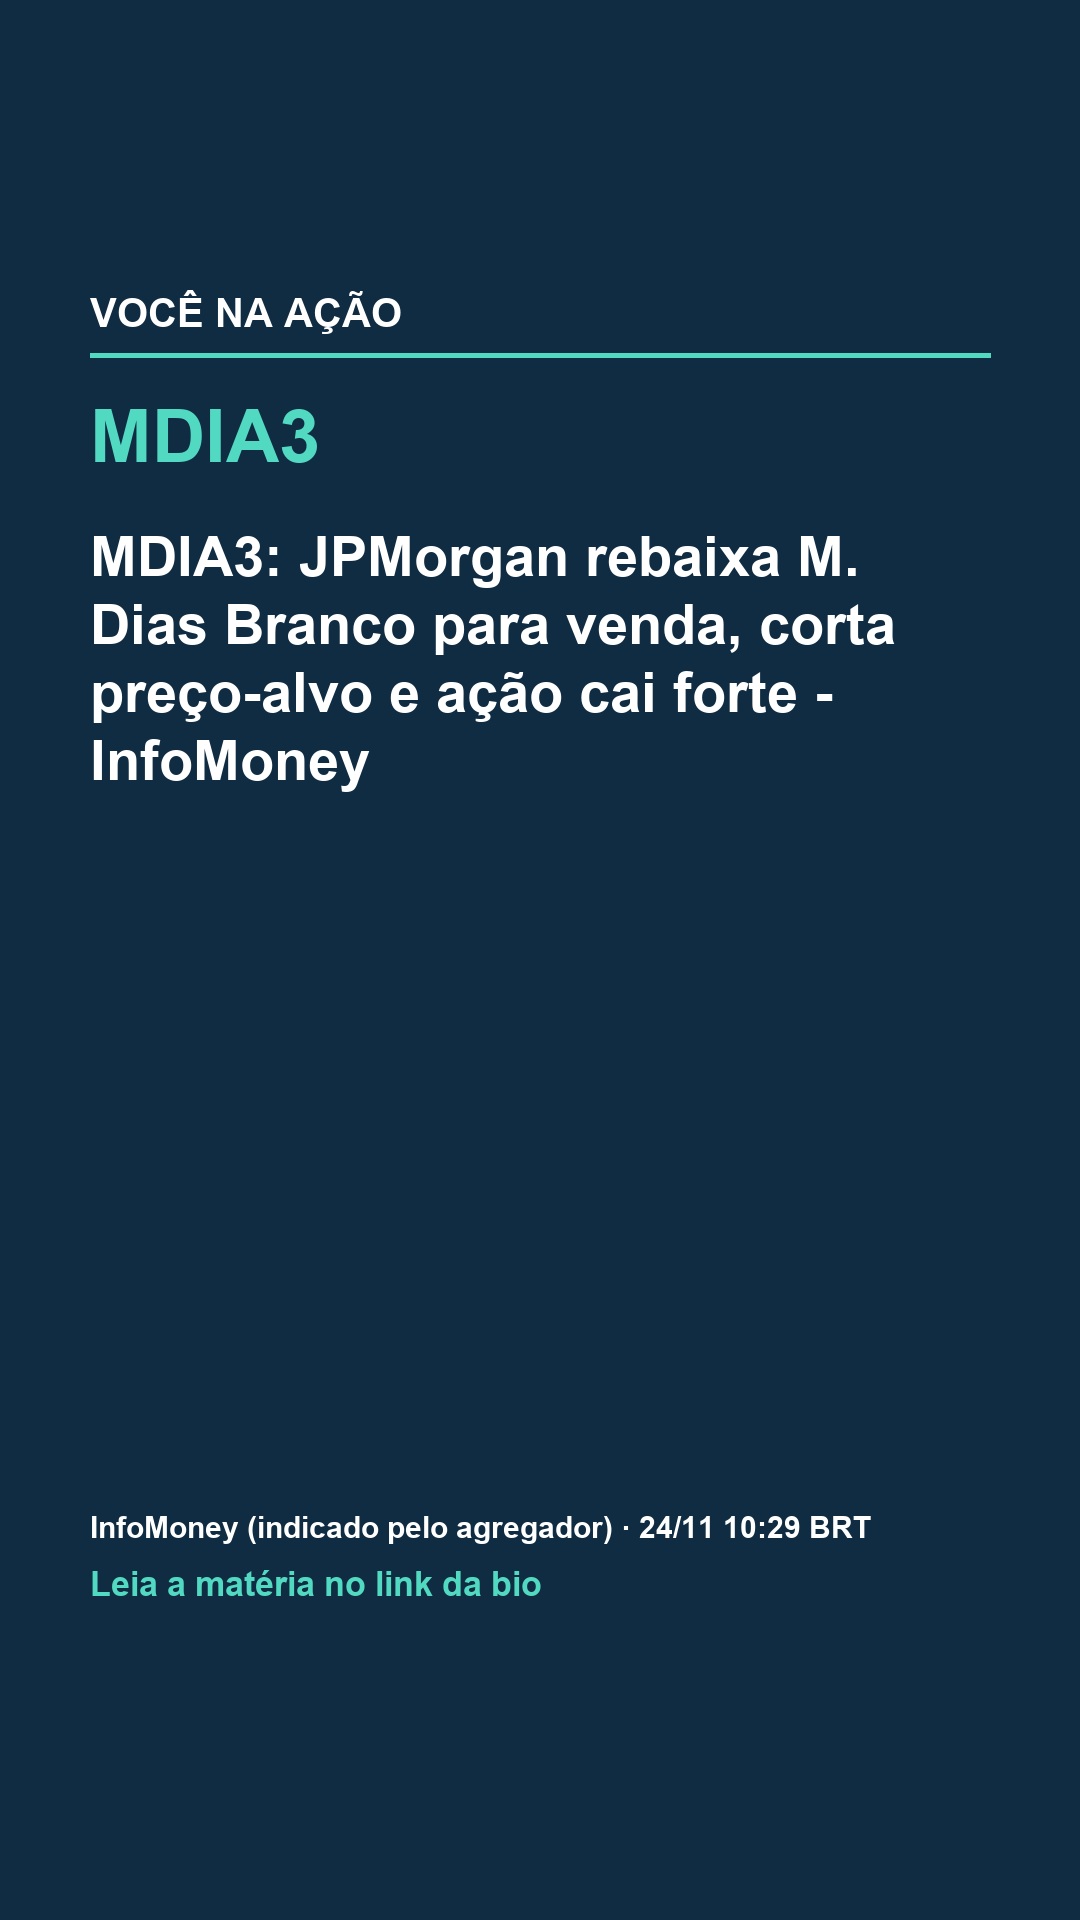 VOCÊ NA AÇÃO
MDIA3
MDIA3: JPMorgan rebaixa M.
Dias Branco para venda, corta
preço-alvo e ação cai forte -
InfoMoney
InfoMoney (indicado pelo agregador) · 24/11 10:29 BRT
Leia a matéria no link da bio